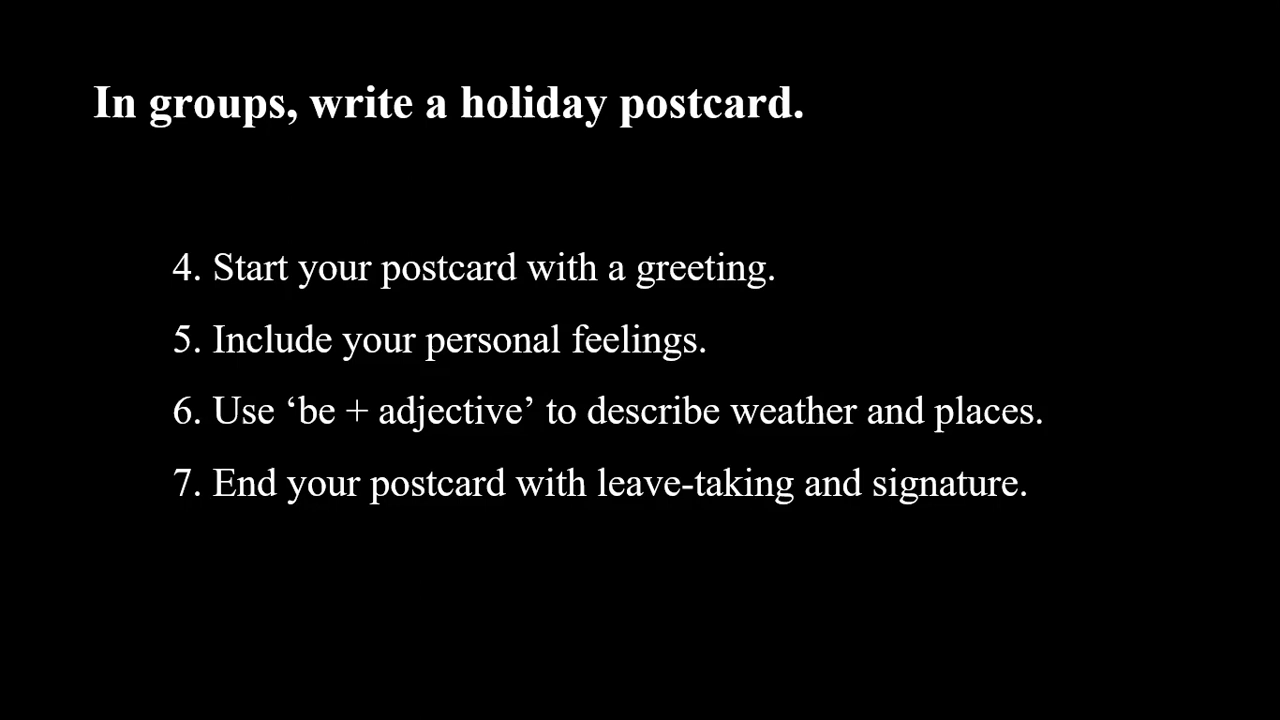 In groups, write a holiday postcard.
4. Start your postcard with a greeting.
5. Include your personal feelings.
6. Use ‘be + adjective’ to describe weather and places.
7. End your postcard with leave-taking and signature.